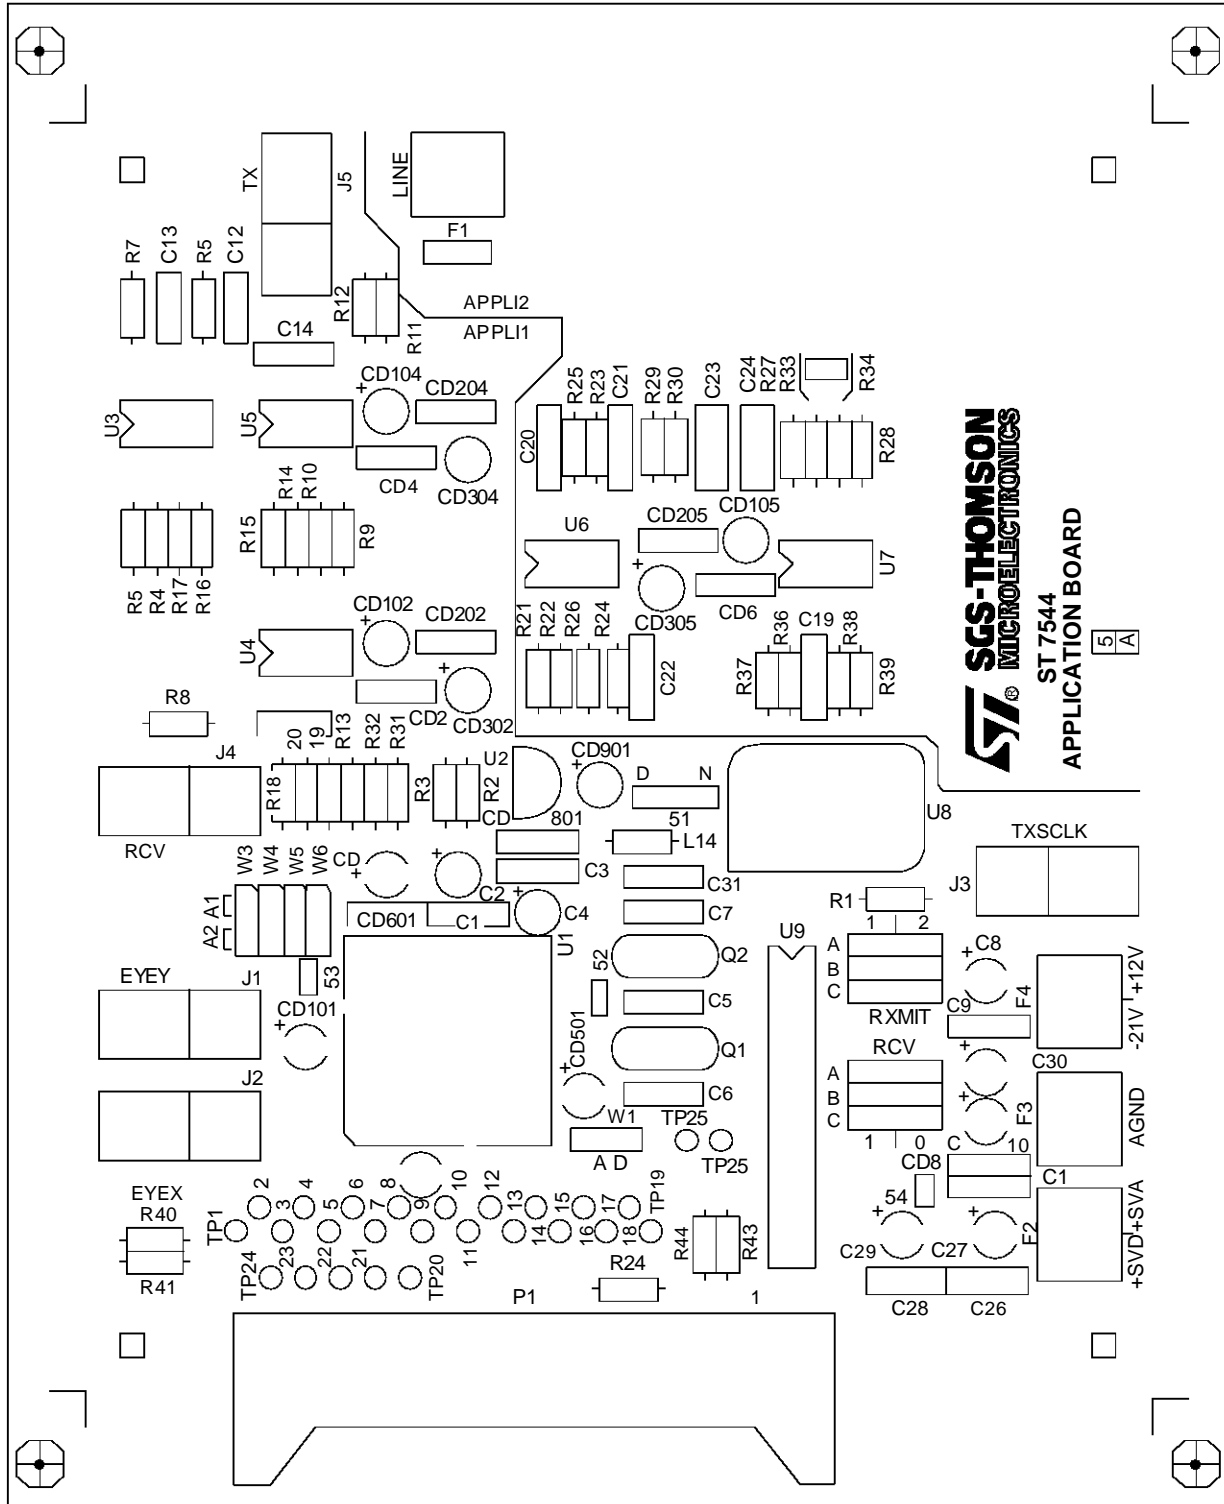 TX
J5
LINE
F1
R7
C13
R5
C12
R12
R11
APPLI2
APPLI1
C14
CD104
CD204
U3
U5
CD4
CD304
R25
R23
C21
R29
R30
C23
C24
R27
R33
R34
C20
R28
R14
R10
R15
R9
R5
R4
R17
R16
U6
CD205
CD105
U7
CD6
CD305
CD102
CD202
U4
CD2
CD302
R21
R22
R26
R24
C22
R36
C19
R38
R37
R39
SGS-THOMSON
MICROELECTRONICS
®
ST 7544
APPLICATION BOARD
5
A
R8
J4
RCV
20
19
R13
R32
R31
R18
R3
R2
U2
CD901
D
N
CD
801
51
L14
U8
TXSCLK
J3
W3
W4
W5
W6
CD
C2
C3
C31
C4
C7
A1
A2
CD601
C1
U1
R1
1
2
EYEY
J1
53
CD101
52
Q2
U9
A
B
C
RXMIT
C8
C9
F4
-21V
+12V
C5
CD501
Q1
RCV
A
B
C
1
0
C30
F3
AGND
J2
C6
W1
A D
TP25
TP25
CD8
54
C
10
C1
EYEX
R40
R41
TP1
2
3
4
5
6
7
8
9
10
11
12
13
14
15
16
17
18
TP19
TP24
23
22
21
TP20
R44
R43
R24
C29
C27
F2
+SVD
+SVA
C28
C26
P1
1